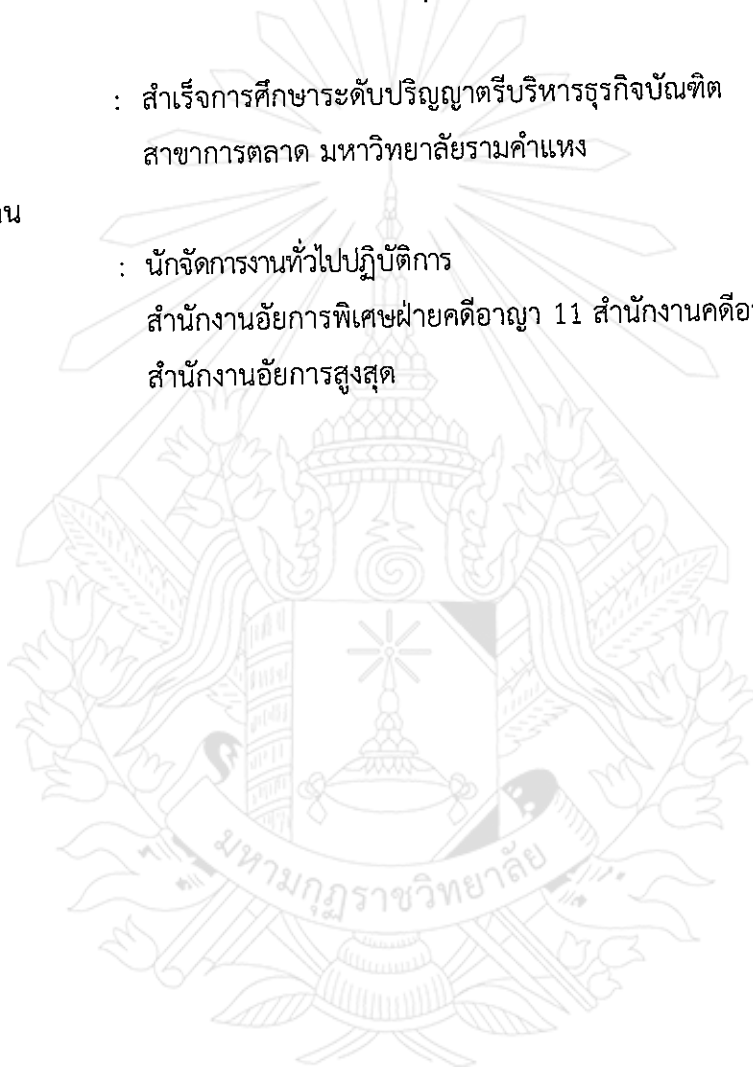 : สำเร็จการศึกษาระดับปริญญาตรีบริหารธุรกิจบัณฑิต
สาขาการตลาด มหาวิทยาลัยรามคำแหง
: นักจัดการงานทั่วไปปฏิบัติการ
สำนักงานอัยการพิเศษฝ่ายคดีอาญา 11 สำนักงานคดีอา
สำนักงานอัยการสูงสุด
มหามกุฏราชวิทยาลัย